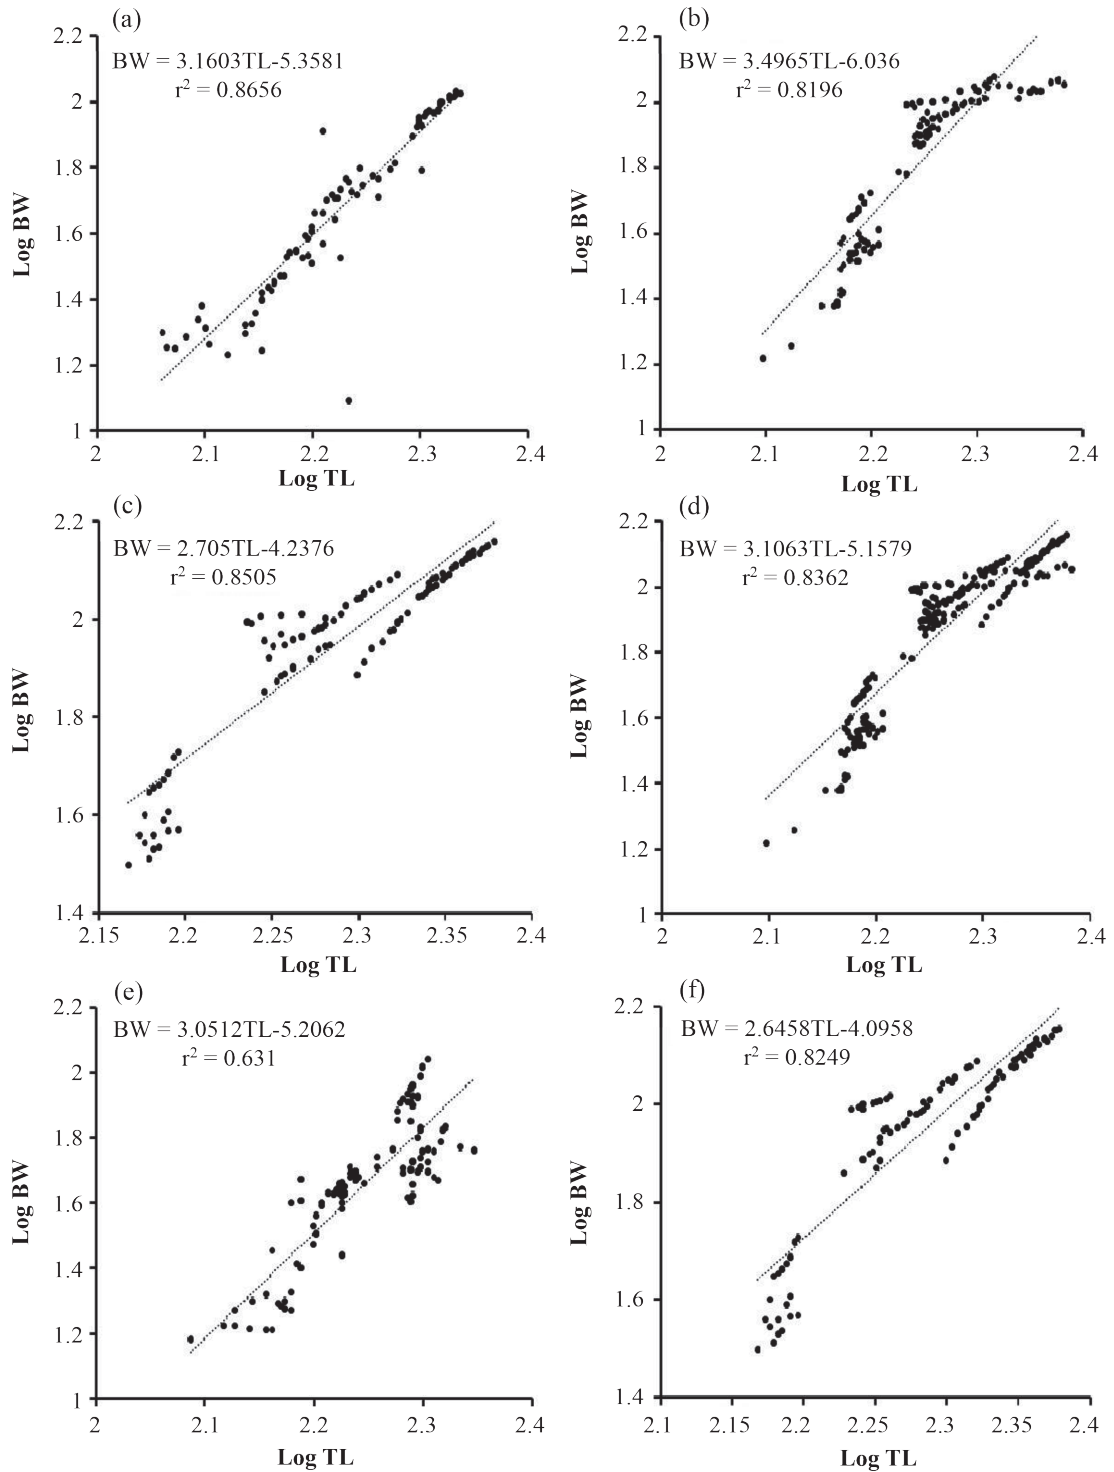 (a)
BW = 3.1603TL-5.3581
r² = 0.8656
2.2
2
1.8
1.6
1.4
1.2
1
2
2.1
2.2
2.3
2.4
Log BW
Log TL
(b)
BW = 3.4965TL-6.036
r² = 0.8196
2.2
2
1.8
1.6
1.4
1.2
1
2
2.1
2.2
2.3
2.4
Log BW
Log TL
(c)
BW = 2.705TL-4.2376
r² = 0.8505
2.2
2
1.8
1.6
1.4
2.15
2.2
2.25
2.3
2.35
2.4
Log BW
Log TL
(d)
BW = 3.1063TL-5.1579
r² = 0.8362
2.2
2
1.8
1.6
1.4
1.2
1
2
2.1
2.2
2.3
2.4
Log BW
Log TL
(e)
BW = 3.0512TL-5.2062
r² = 0.631
2.2
2
1.8
1.6
1.4
1.2
1
2
2.1
2.2
2.3
2.4
Log BW
Log TL
(f)
BW = 2.6458TL-4.0958
r² = 0.8249
2.2
2
1.8
1.6
1.4
2.1
2.15
2.2
2.25
2.3
2.35
2.4
Log BW
Log TL